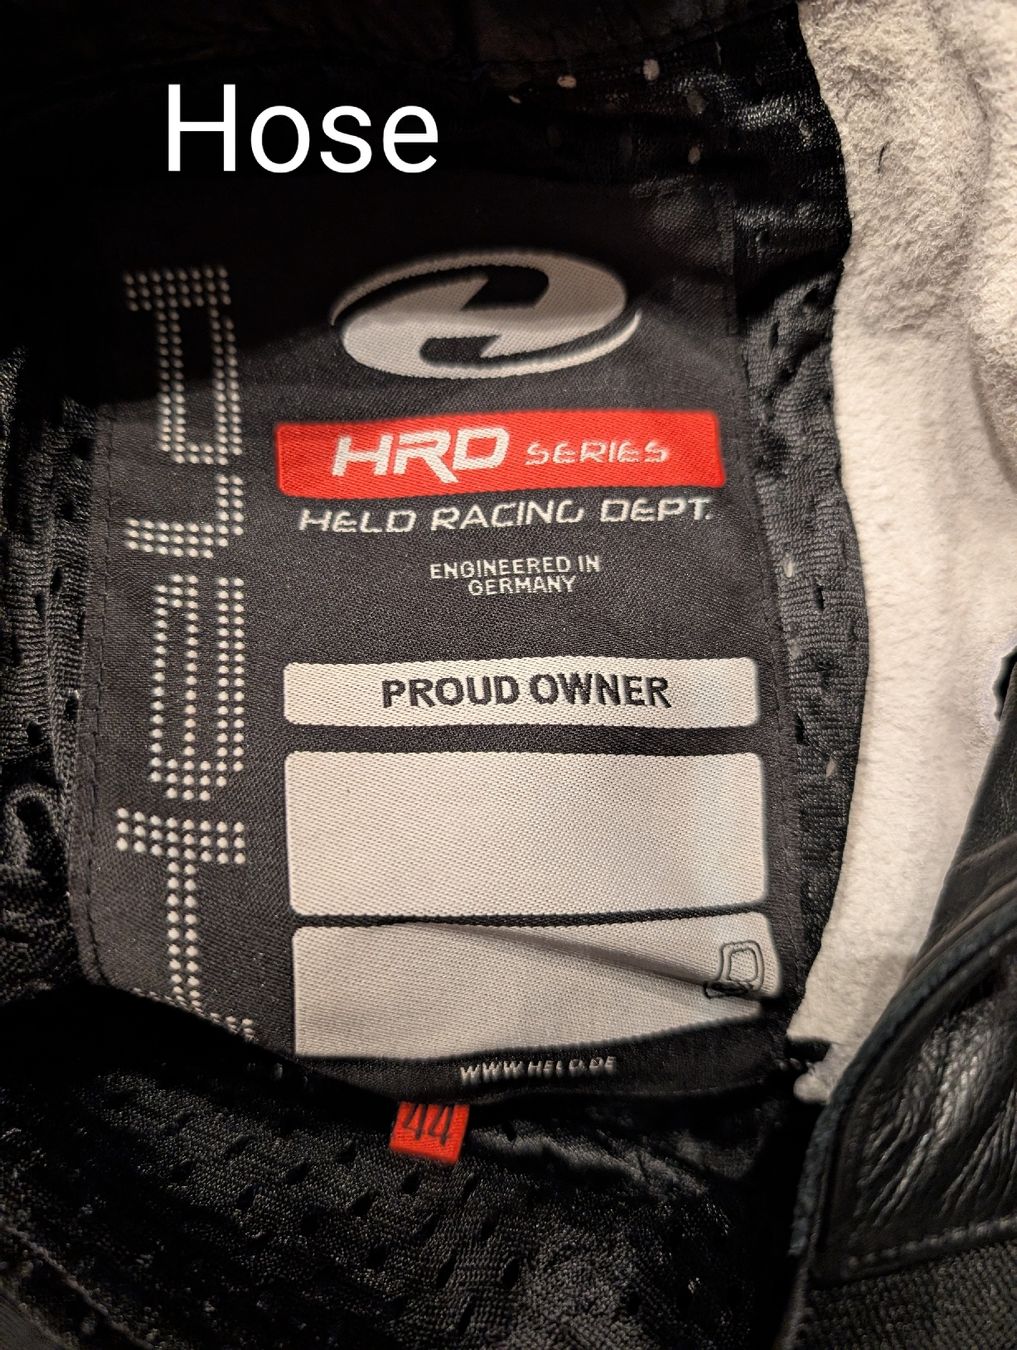 Hose
HRD SERIES
HELD RACING DEPT.
ENGINEERED IN
GERMANY
PROUD OWNER
WWW.HELD.DE
44